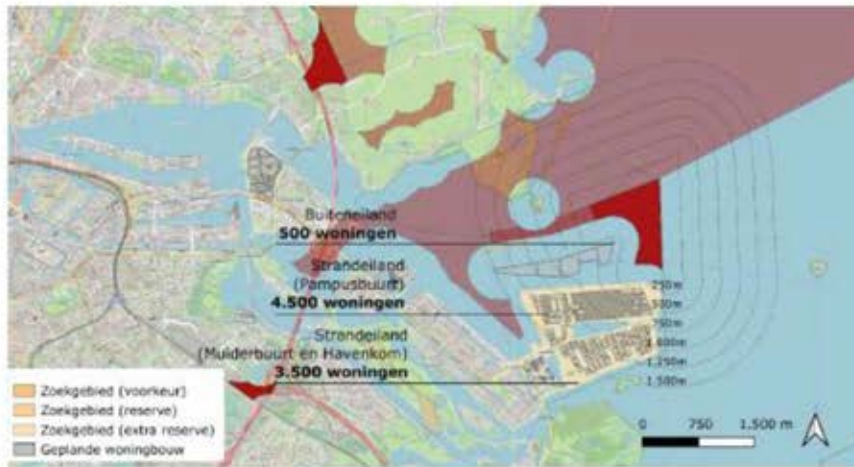 Buiteneiland
500 woningen
Strandeiland
(Pampusbuurt)
4.500 woningen
Strandeiland
(Muiderbuurt en Havenkom)
3.500 woningen
250m
500m
750m
1.000m
1.250m
1.500m
Zoekgebied (voorkeur)
Zoekgebied (reserve)
Zoekgebied (extra reserve)
Geplande woningbouw
0 750 1.500 m